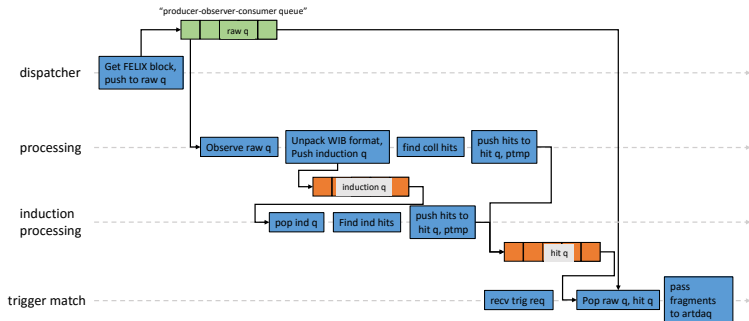 “producer-observer-consumer queue”
raw q
Get FELIX block,
push to raw q
dispatcher
processing
Observe raw q
Unpack WIB format,
Push induction q
find coll hits
push hits to
hit q, ptmp
induction q
induction
processing
pop ind q
Find ind hits
push hits to
hit q, ptmp
hit q
trigger match
recv trig req
Pop raw q, hit q
pass
fragments
to artdaq